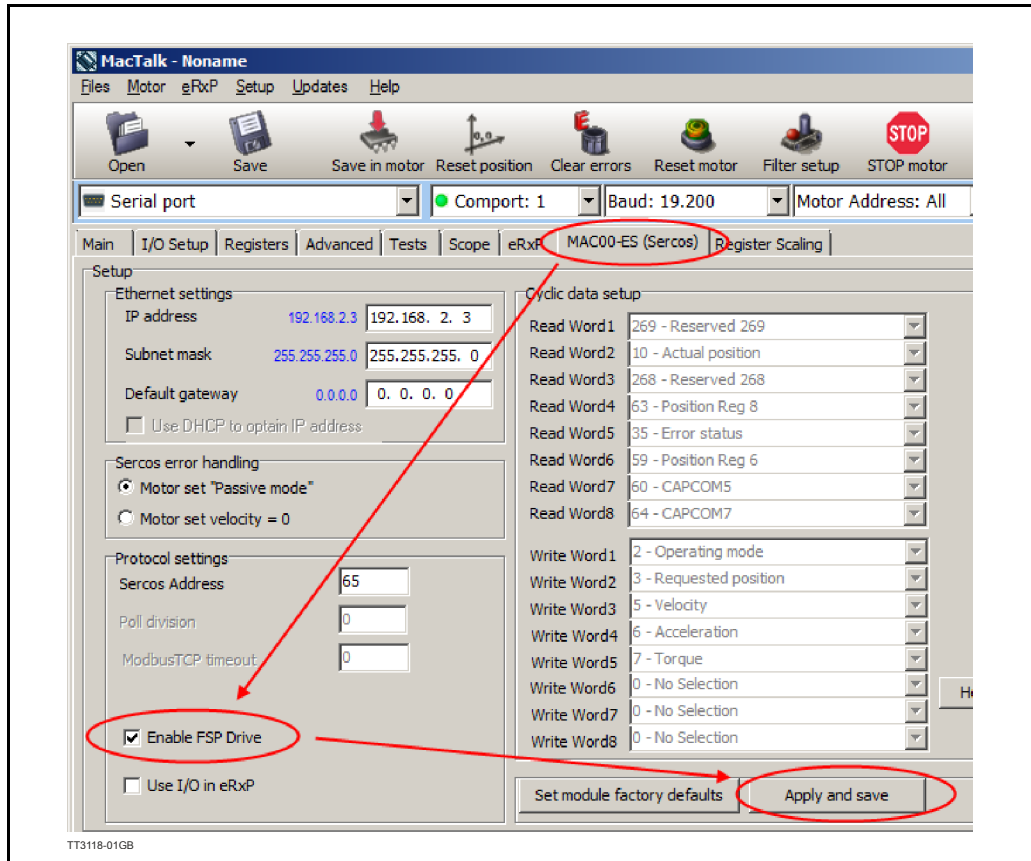 MacTalk - Noname
Files Motor eRxP Setup Updates Help
Open Save Save in motor Reset position Clear errors Reset motor Filter setup STOP STOP motor
Serial port Comport: 1 Baud: 19.200 Motor Address: All
Main I/O Setup Registers Advanced Tests Scope eRxP MAC00-ES (Sercos) Register Scaling
Setup
Ethernet settings
IP address 192.168.2.3 192.168. 2. 3
Subnet mask 255.255.255.0 255.255.255. 0
Default gateway 0.0.0.0 0. 0. 0. 0
Use DHCP to optain IP address
Sercos error handling
Motor set "Passive mode"
Motor set velocity = 0
Protocol settings
Sercos Address 65
Poll division 0
ModbusTCP timeout 0
Enable FSP Drive
Use I/O in eRxP
Cyclic data setup
Read Word1 269 - Reserved 269
Read Word2 10 - Actual position
Read Word3 268 - Reserved 268
Read Word4 63 - Position Reg 8
Read Word5 35 - Error status
Read Word6 59 - Position Reg 6
Read Word7 60 - CAPCOM5
Read Word8 64 - CAPCOM7
Write Word1 2 - Operating mode
Write Word2 3 - Requested position
Write Word3 5 - Velocity
Write Word4 6 - Acceleration
Write Word5 7 - Torque
Write Word6 0 - No Selection
Write Word7 0 - No Selection
Write Word8 0 - No Selection
Set module factory defaults Apply and save
TT3118-01GB